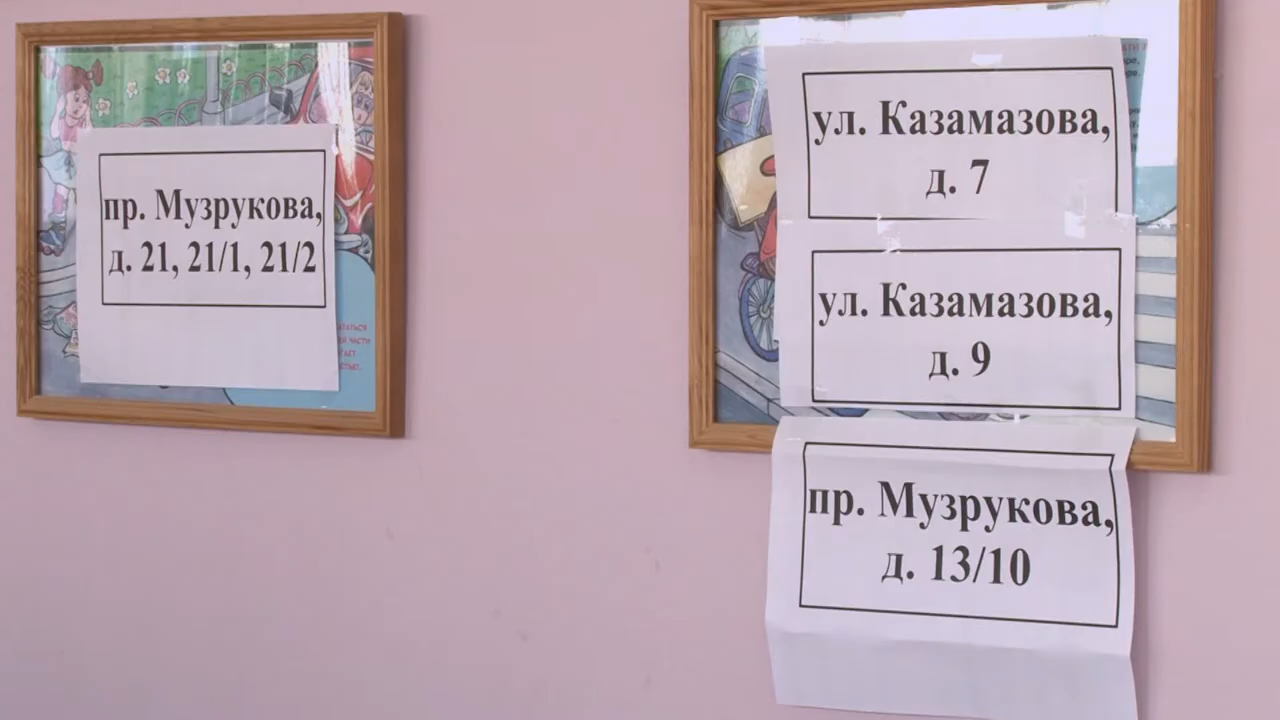 пр. Музрукова,
д. 21, 21/1, 21/2
ул. Казамазова,
д. 7
ул. Казамазова,
д. 9
пр. Музрукова,
д. 13/10